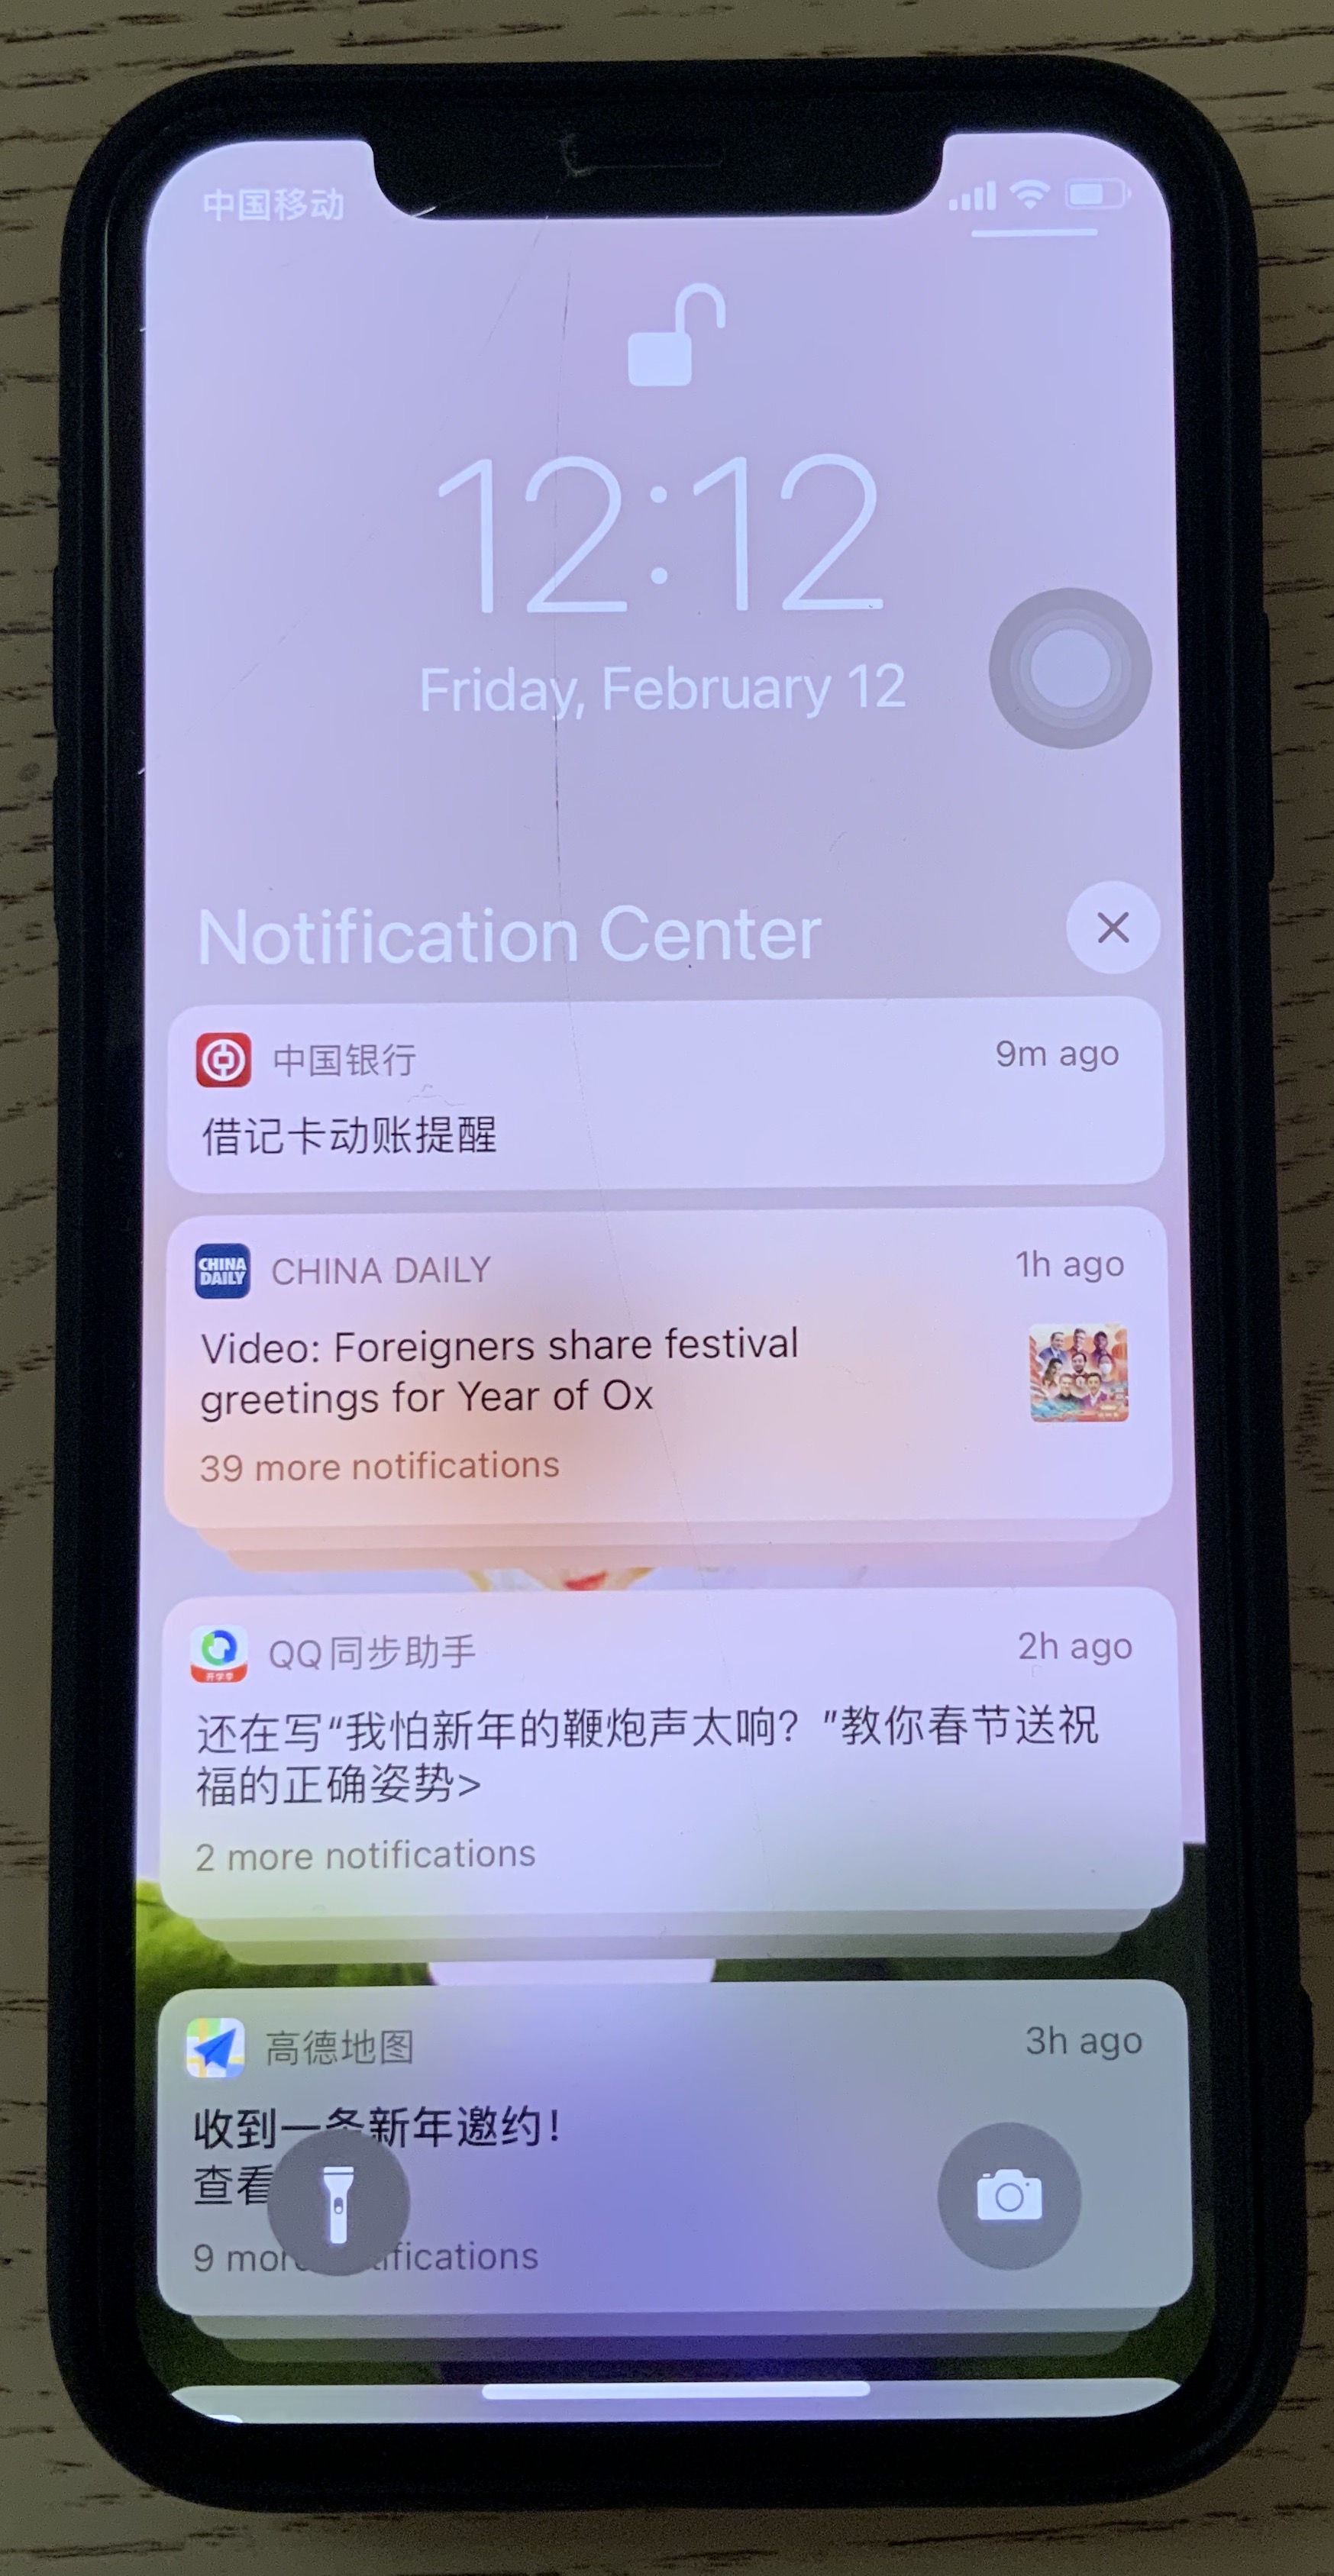 中国移动
12:12
Friday, February 12
Notification Center
中国银行
9m ago
借记卡动账提醒
CHINA DAILY
CHINA DAILY
1h ago
Video: Foreigners share festival
greetings for Year of Ox
39 more notifications
开学季
QQ同步助手
2h ago
还在写“我怕新年的鞭炮声太响？”教你春节送祝
福的正确姿势>
2 more notifications
高德地图
3h ago
收到一条新年邀约！
查看
9 more notifications